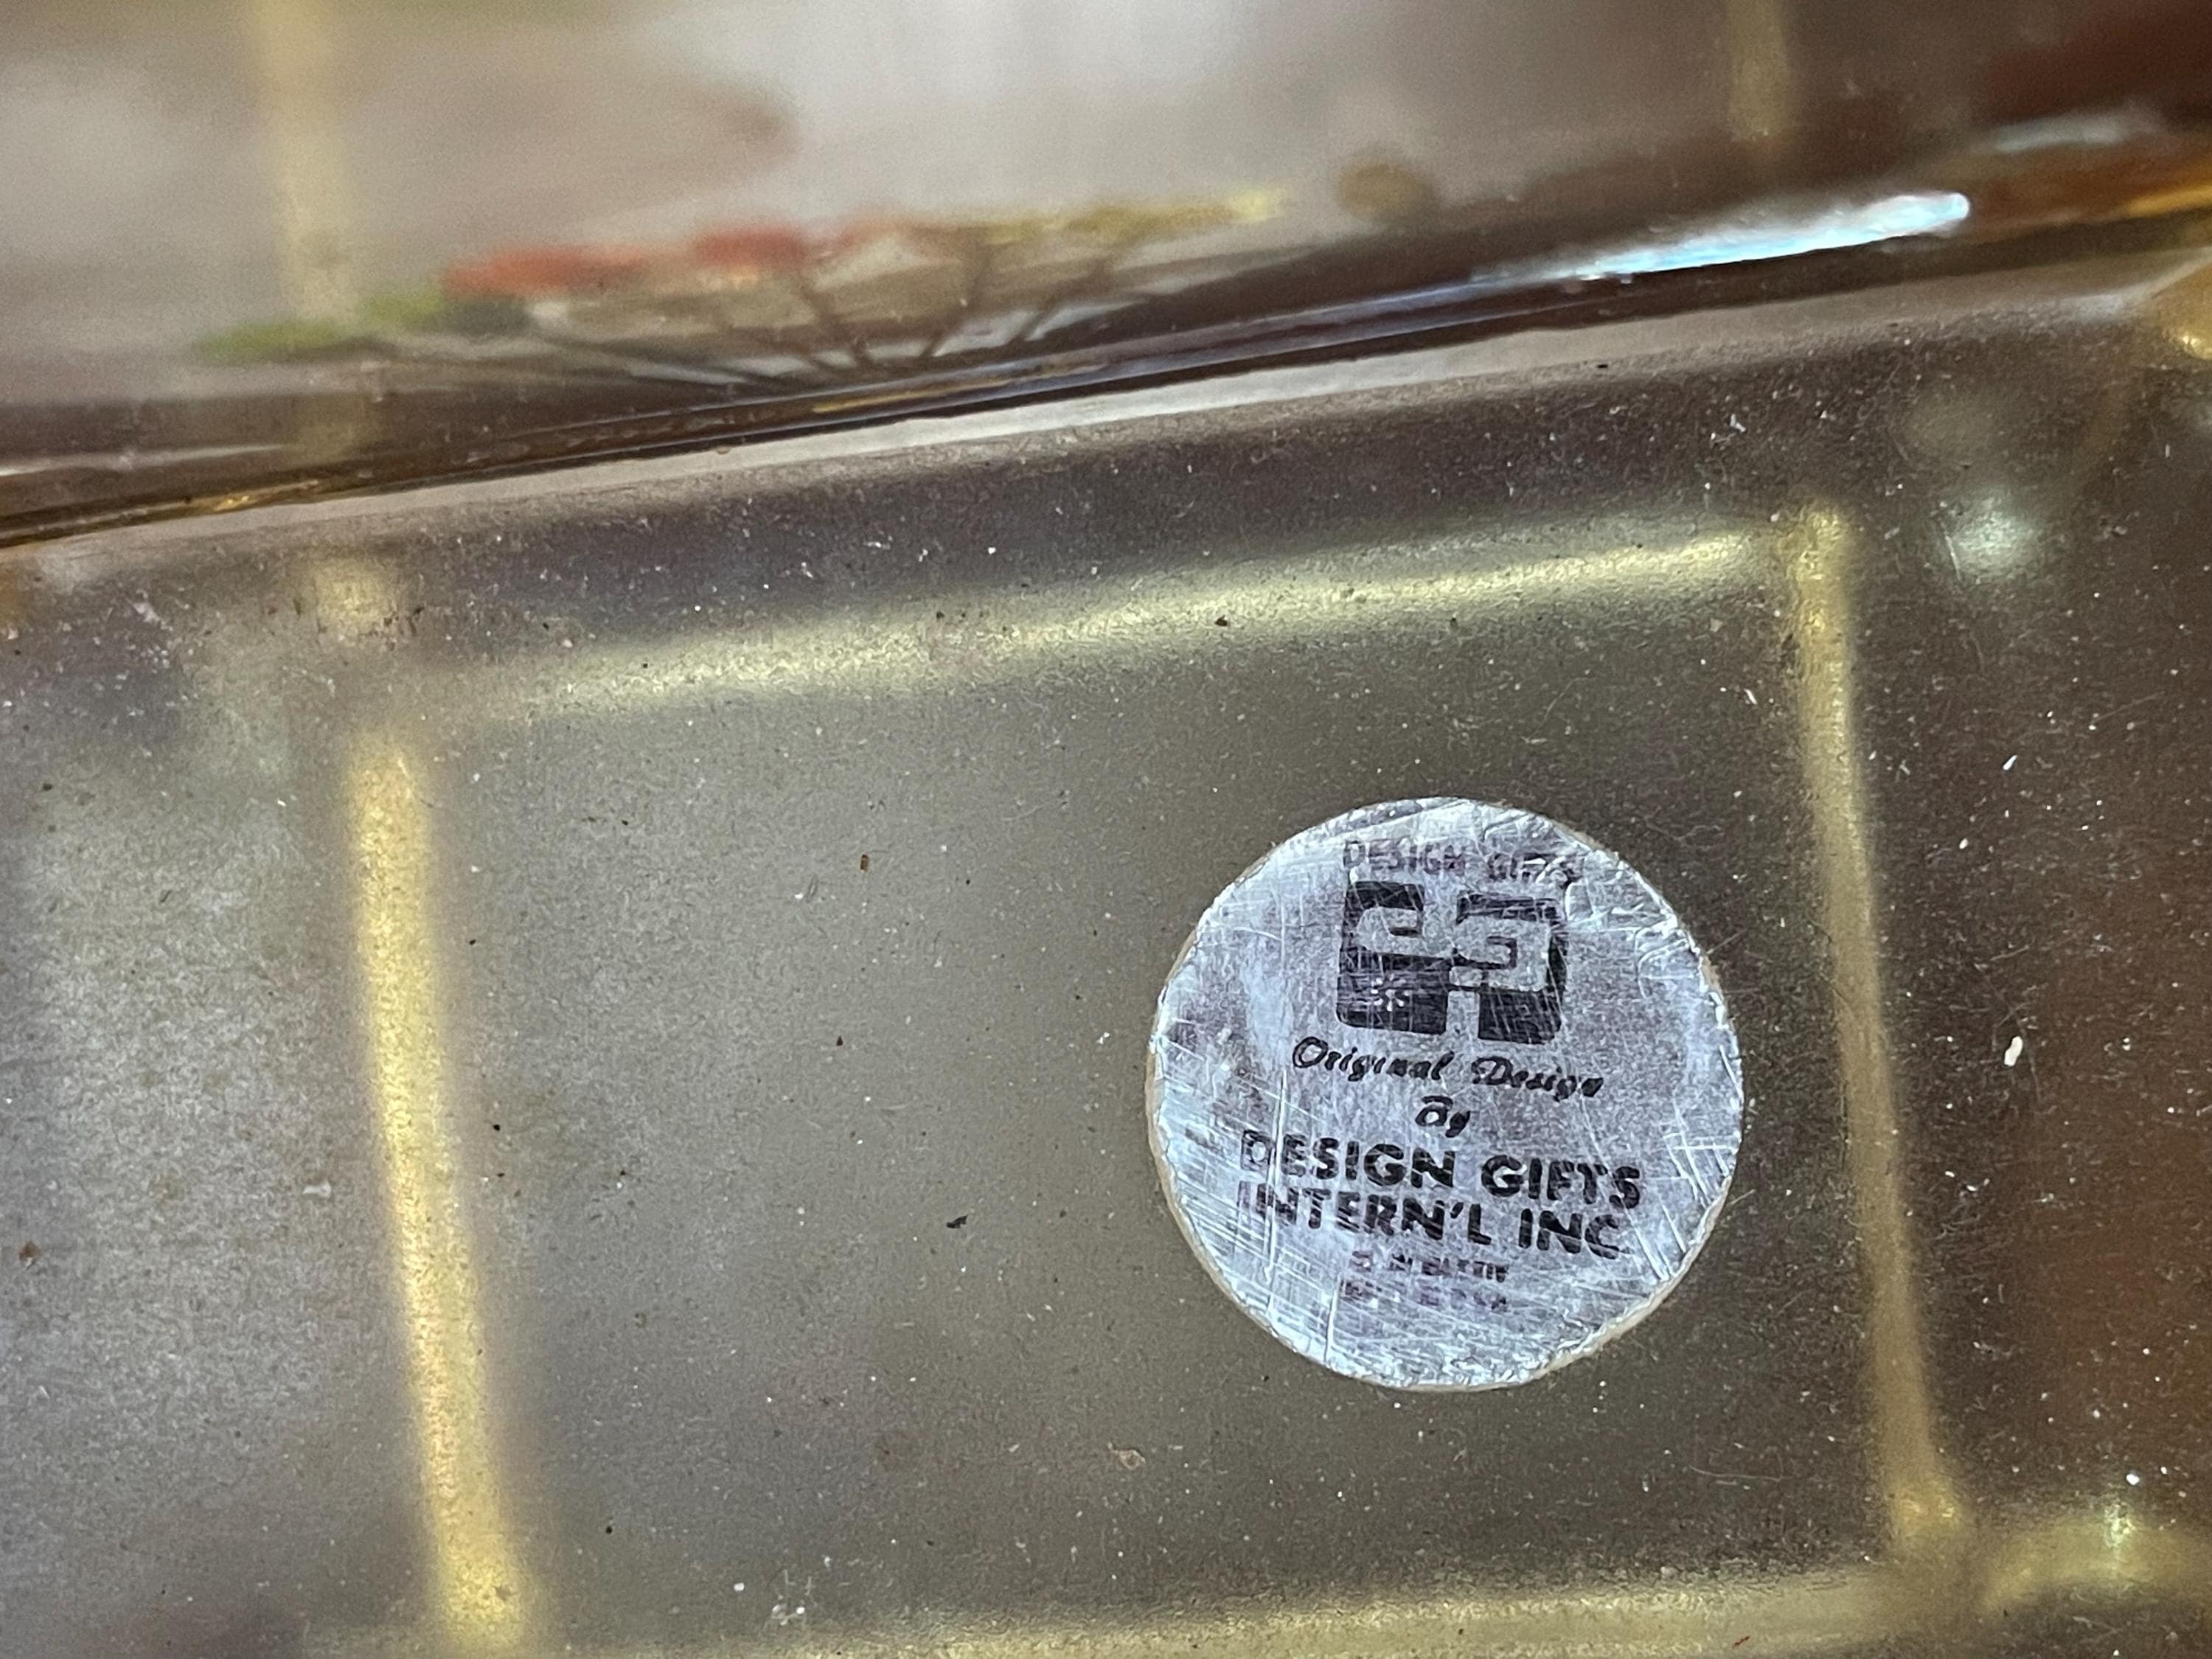 DESIGN GIFTS
Original Design
By
DESIGN GIFTS
INTERN'L INC